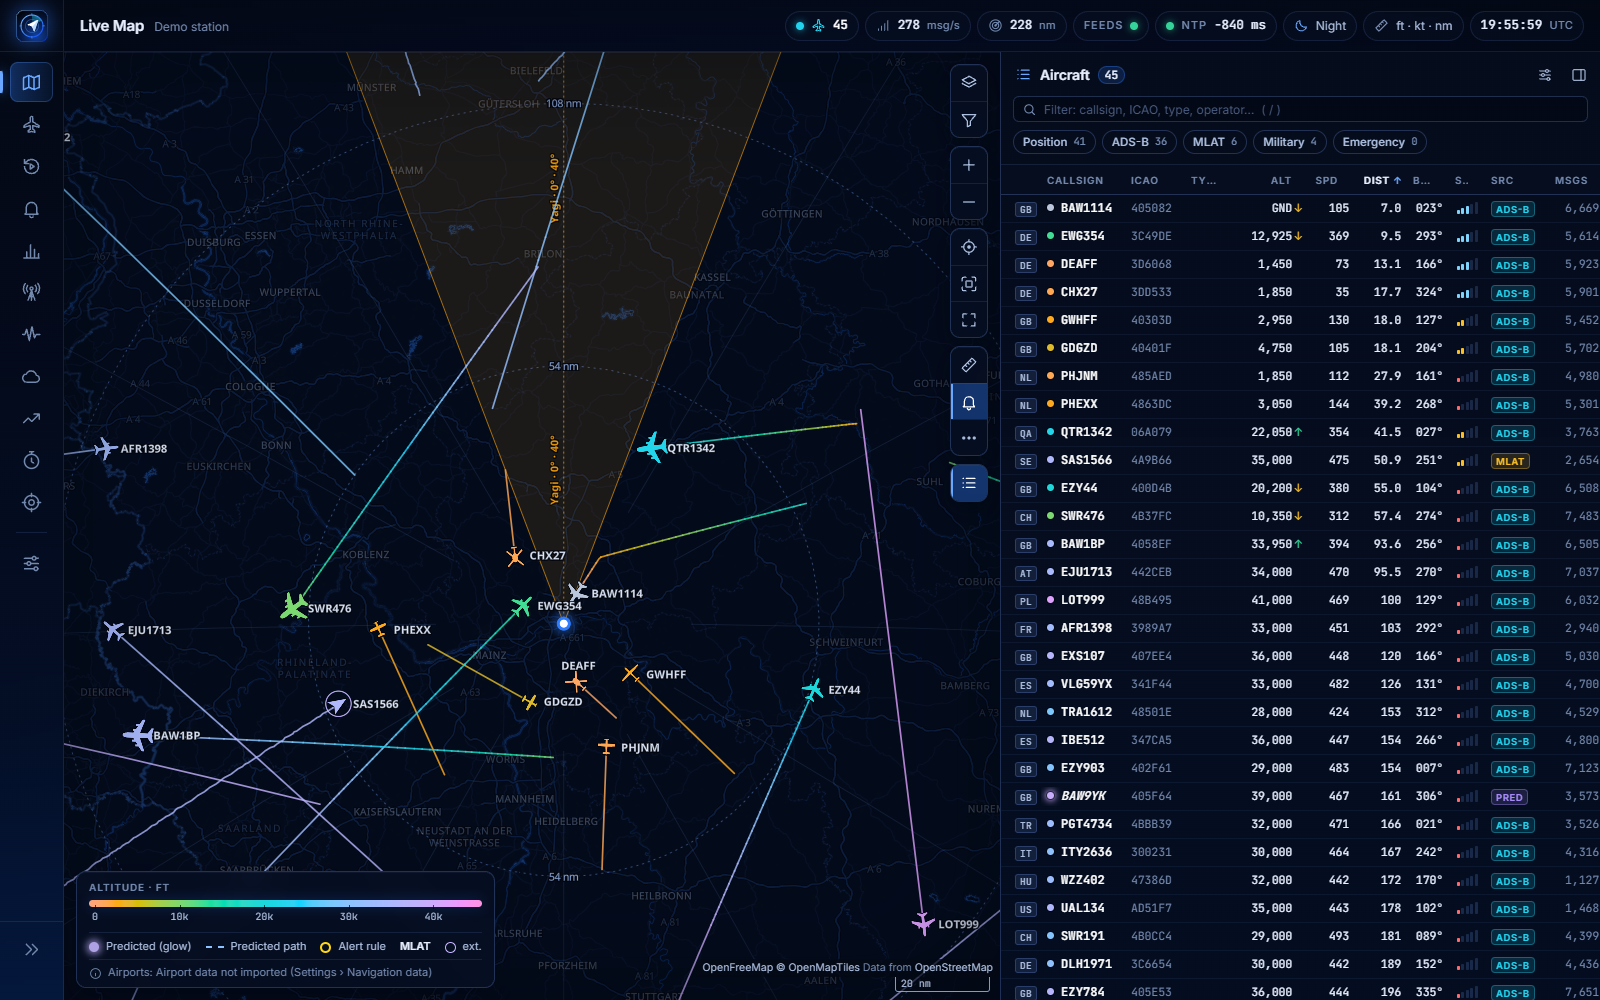 Live Map Demo station
45
278 msg/s
228 nm
FEEDS
NTP -840 ms
Night
ft · kt · nm
19:55:59 UTC
Aircraft 45
Filter: callsign, ICAO, type, operator... ( / )
Position 41
ADS-B 36
MLAT 6
Military 4
Emergency 0
CALLSIGN ICAO TY... ALT SPD DIST ↑ B... S.. SRC MSGS
GB BAW1114 405082 GND↓ 105 7.0 023° ADS-B 6,669
DE EWG354 3C49DE 12,925↓ 369 9.5 293° ADS-B 5,614
DE DEAFF 3D6068 1,450 73 13.1 166° ADS-B 5,923
DE CHX27 3DD533 1,850 35 17.7 324° ADS-B 5,901
GB GWHFF 40303D 2,950 130 18.0 127° ADS-B 5,452
GB GDGZD 40401F 4,750 105 18.1 204° ADS-B 5,702
NL PHJNM 485AED 1,850 112 27.9 161° ADS-B 4,980
NL PHEXX 4863DC 3,050 144 39.2 268° ADS-B 5,301
QA QTR1342 06A079 22,050↑ 354 41.5 027° ADS-B 3,763
SE SAS1566 4A9B66 35,000 475 50.9 251° MLAT 2,654
GB EZY44 400D4B 20,200↓ 380 55.0 104° ADS-B 6,508
CH SWR476 4B37FC 10,350↓ 312 57.4 274° ADS-B 7,483
GB BAW1BP 4058EF 33,950↑ 394 93.6 256° ADS-B 6,505
AT EJU1713 442CEB 34,000 470 95.5 270° ADS-B 7,037
PL LOT999 48B495 41,000 469 100 129° ADS-B 6,032
FR AFR1398 3989A7 33,000 451 103 292° ADS-B 2,940
GB EXS107 407EE4 36,000 448 120 166° ADS-B 5,030
ES VLG59YX 341F44 33,000 482 126 131° ADS-B 4,700
NL TRA1612 48501E 28,000 424 153 312° ADS-B 4,529
ES IBE512 347CA5 36,000 447 154 266° ADS-B 4,800
GB EZY903 402F61 29,000 483 154 007° ADS-B 7,123
GB BAW9YK 405F64 39,000 467 161 306° PRED 3,573
TR PGT4734 4BBB39 32,000 471 166 021° ADS-B 3,526
IT ITY2636 300231 30,000 464 167 242° ADS-B 4,316
HU WZZ402 47386D 32,000 442 172 170° ADS-B 1,127
US UAL134 AD51F7 35,000 443 178 102° ADS-B 1,468
CH SWR191 4B0CC4 29,000 493 181 089° ADS-B 4,399
DE DLH1971 3C6654 30,000 442 189 152° ADS-B 4,436
GB EZY784 405E53 36,000 444 196 335° ADS-B 7,651
BIELEFELD
MÜNSTER
GÜTERSLOH
108 nm
HAMM
Yagi · 0° · 40°
GÖTTINGEN
NORDHAUSEN
NORTH RHINE-
WESTPHALIA
DUISBURG
ESSEN
BRILON
KASSEL
BAUNATAL
WUPPERTAL
DUSSELDORF
54 nm
COLOGNE
GOTHA
BONN
AFR1398
QTR1342
EUSKIRCHEN
Yagi · 0° · 40°
SUHL
KOBLENZ
CHX27
COBURG
BAW1114
EWG354
SWR476
A 661
EJU1713
PHEXX
SCHWEINFURT
MAINZ
RHINELAND-
PALATINATE
DEAFF
GWHFF
BAMBERG
DIEKIRCH
A 63
EZY44
SAS1566
GDGZD
A 3
BAW1BP
PHJNM
WORMS
MANNHEIM
KAISERSLAUTERN
HEIDELBERG
SAARLAND
NEUSTADT AN DER
WEINSTRASSE
A 6
54 nm
HEILBRONN
A 81
LOT999
PFORZHEIM
STUTTGART
AALEN
ALTITUDE · FT
0 10k 20k 30k 40k
Predicted (glow)
Predicted path
Alert rule
MLAT
ext.
Airports: Airport data not imported (Settings › Navigation data)
OpenFreeMap © OpenMapTiles Data from OpenStreetMap
20 nm